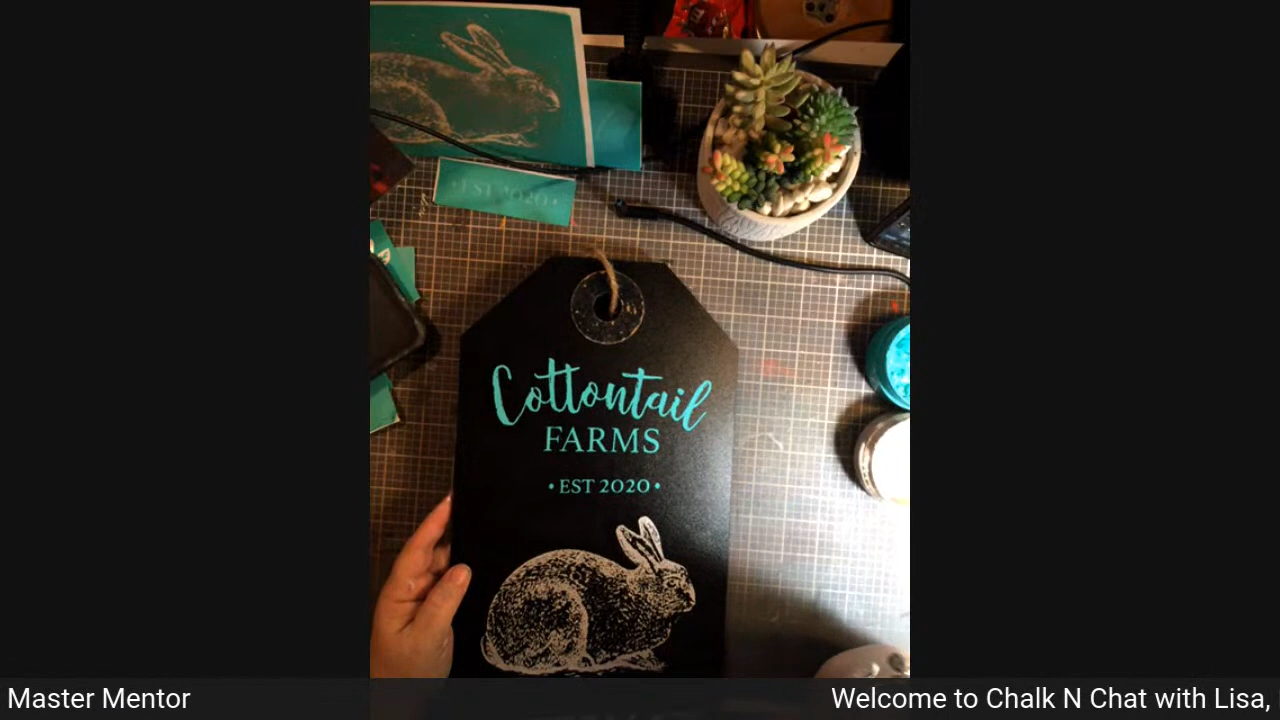 • EST 2020 •
Cottontail
FARMS
• EST 2020 •
Master Mentor
Welcome to Chalk N Chat with Lisa,